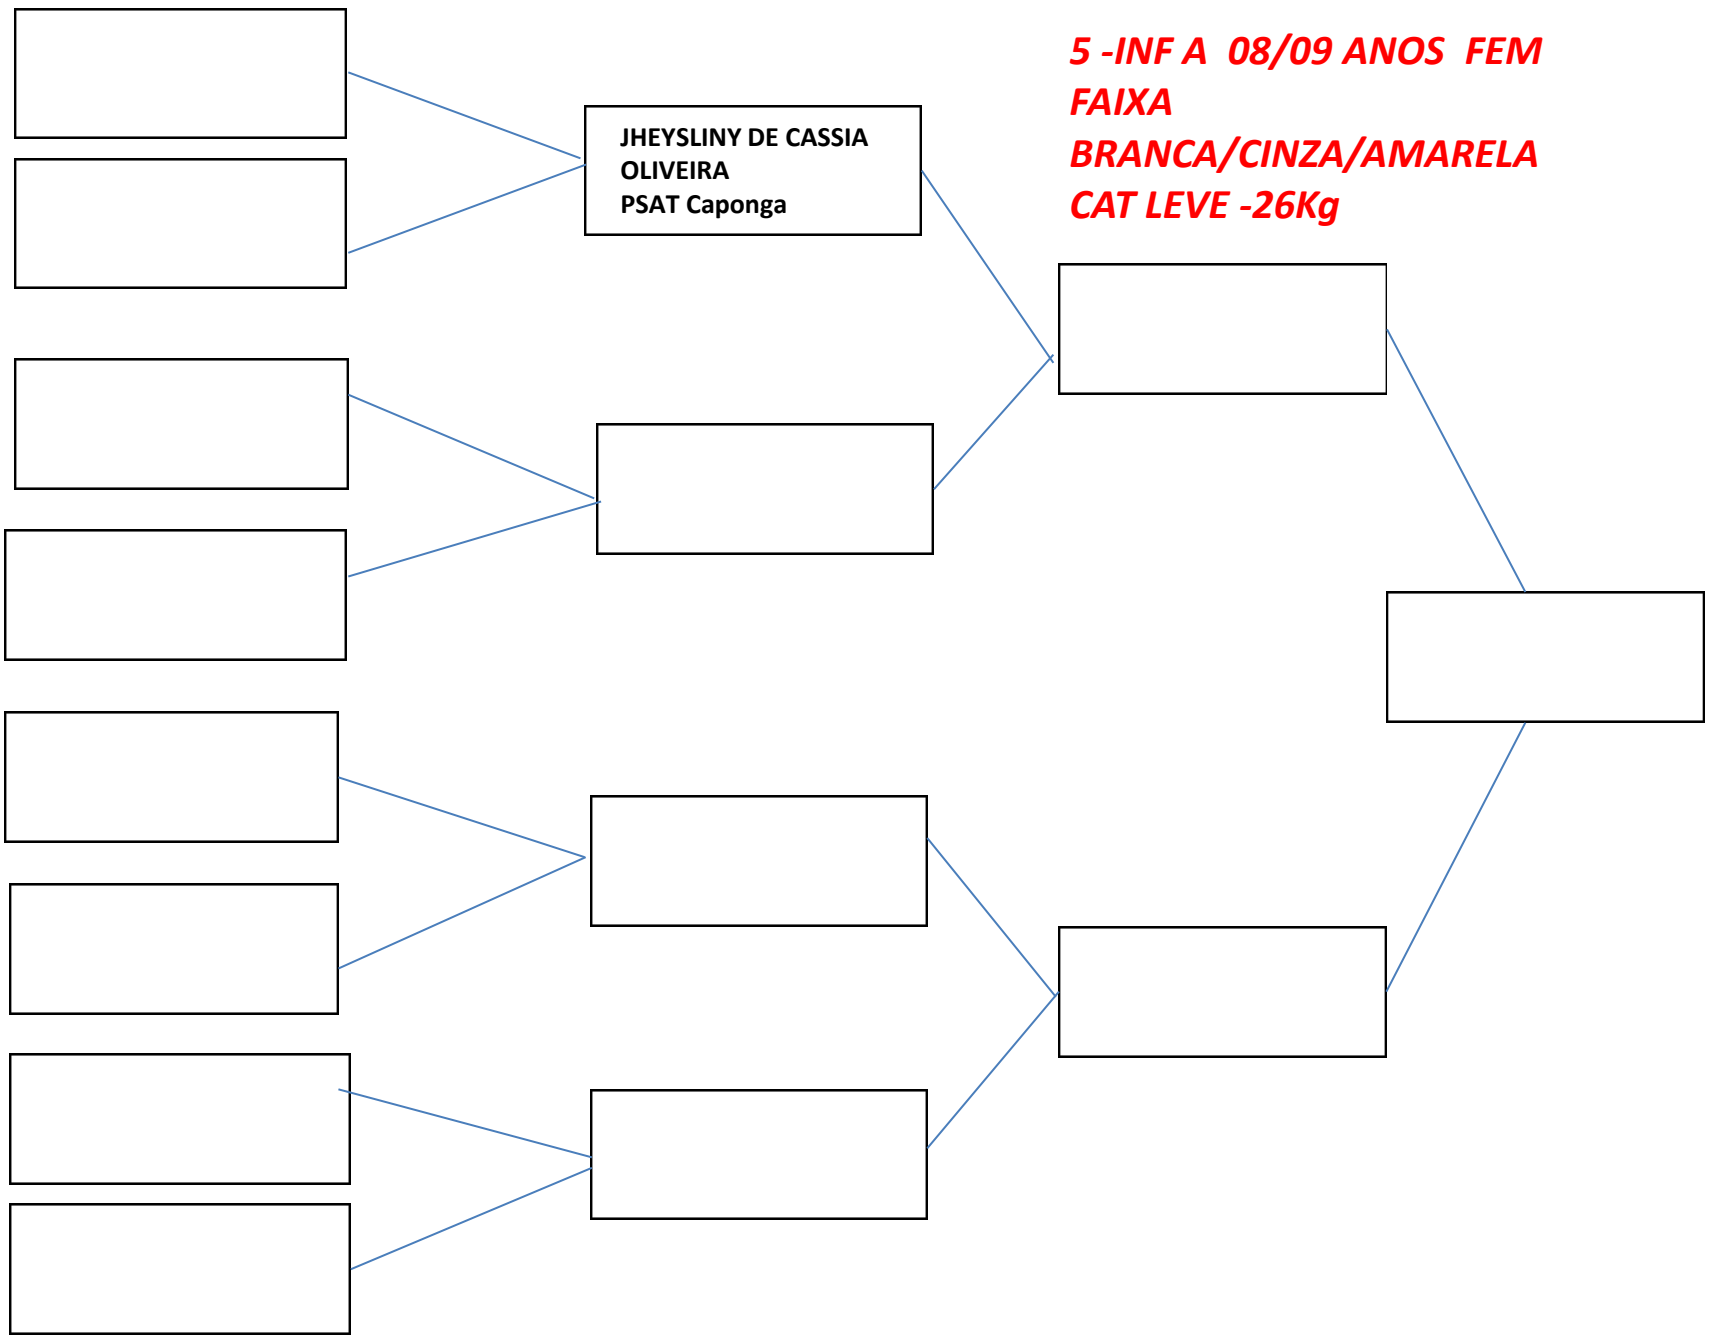 5 -INF A 08/09 ANOS FEM
FAIXA
BRANCA/CINZA/AMARELA
CAT LEVE -26Kg
JHEYSLINY DE CASSIA
OLIVEIRA
PSAT Caponga